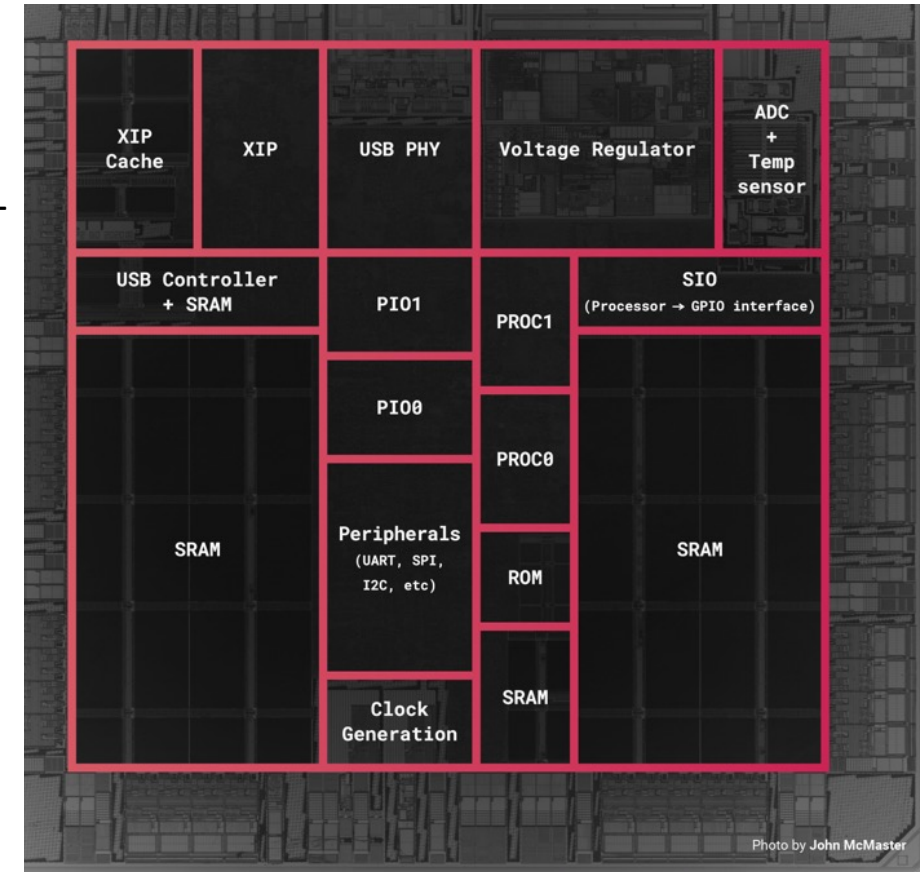 XIP
Cache
XIP
USB PHY
Voltage Regulator
ADC
+
Temp
sensor
USB Controller
+ SRAM
PIO1
PROC1
SIO
(Processor → GPIO interface)
PIO0
PROC0
SRAM
Peripherals
(UART, SPI,
I2C, etc)
ROM
SRAM
Clock
Generation
SRAM
Photo by John McMaster